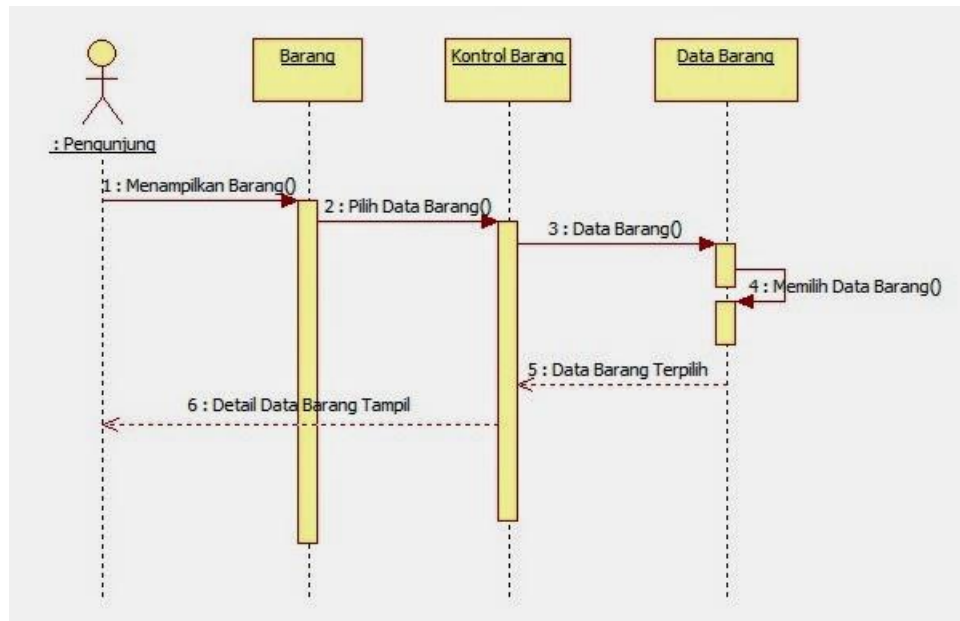 Barang
Kontrol Barang
Data Barang
: Pengunjung
1 : Menampilkan Barang()
2 : Pilih Data Barang()
3 : Data Barang()
4 : Memilih Data Barang()
5 : Data Barang Terpilih
6 : Detail Data Barang Tampil